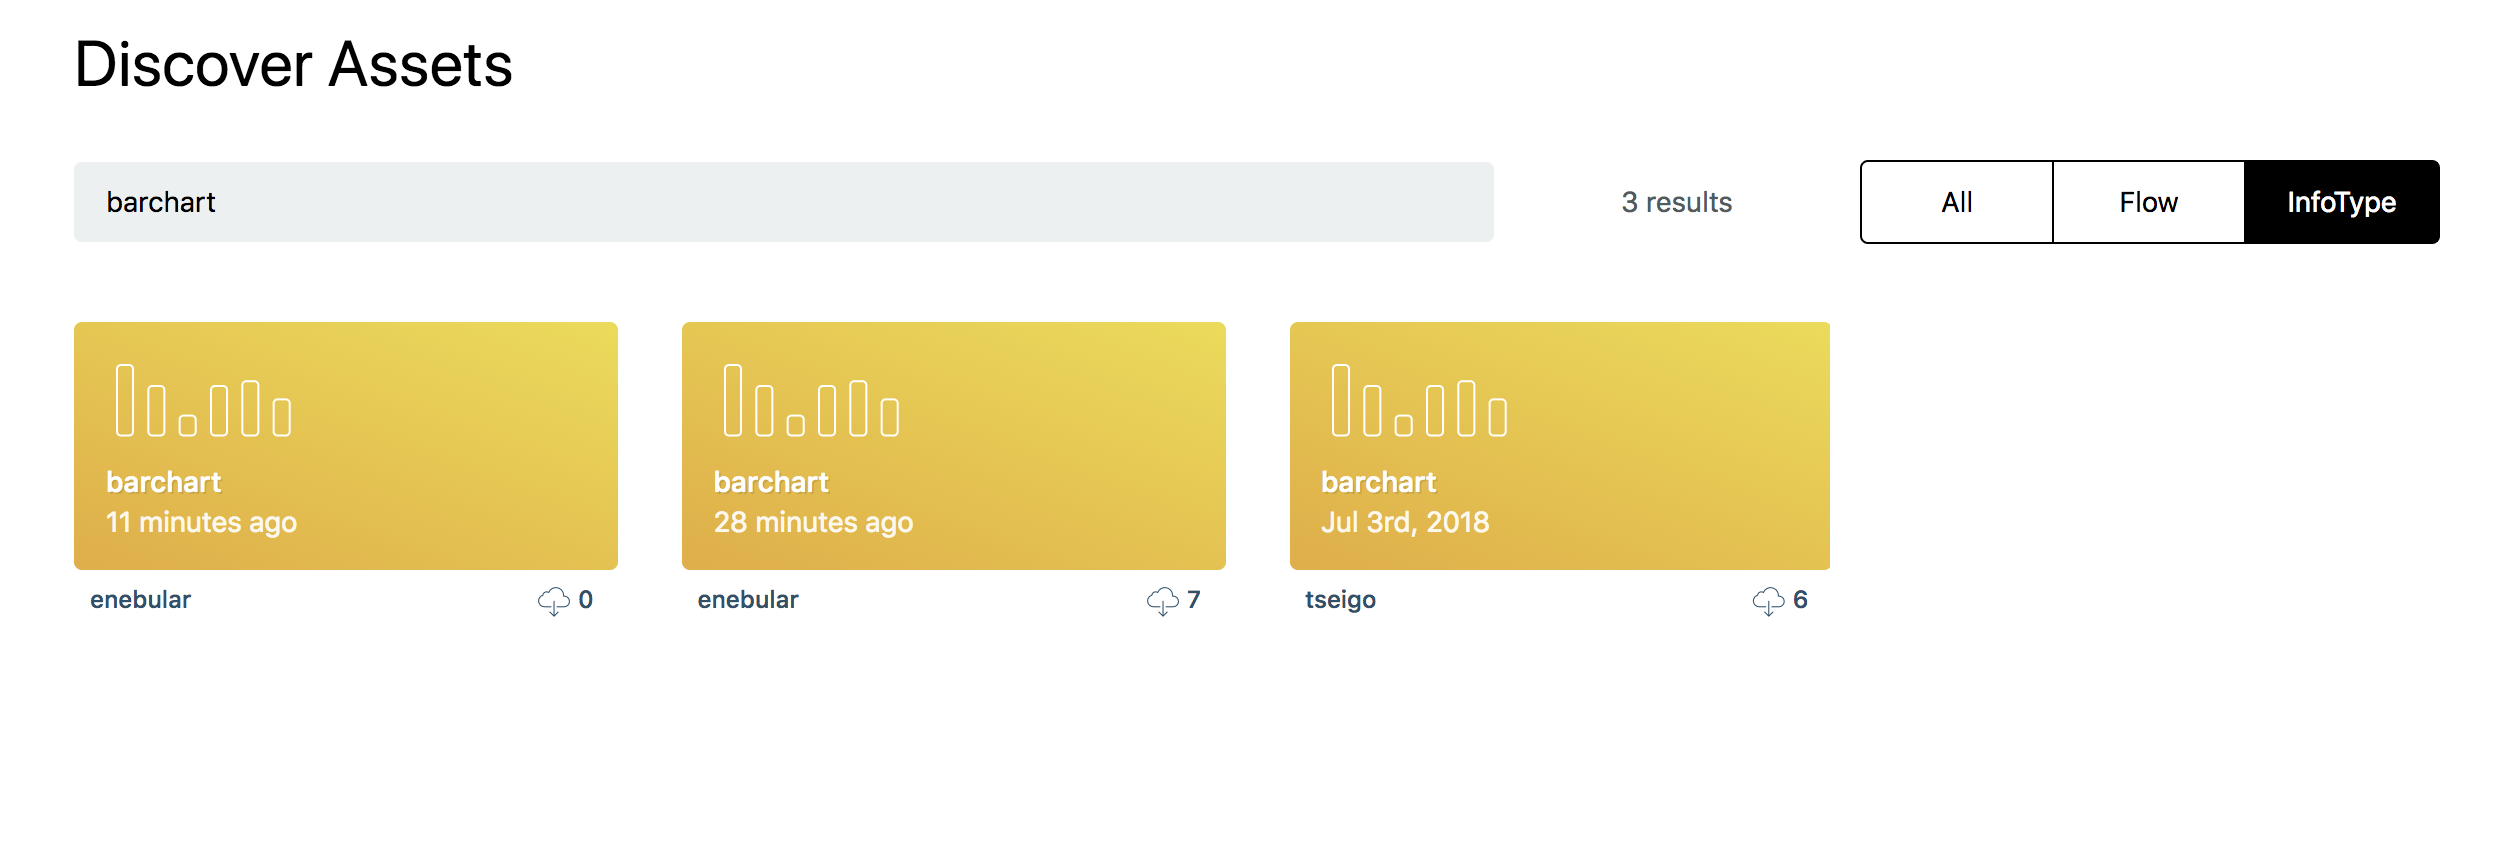 Discover Assets
barchart
3 results
All
Flow
InfoType
barchart
11 minutes ago
enebular
0
barchart
28 minutes ago
enebular
7
barchart
Jul 3rd, 2018
tseigo
6